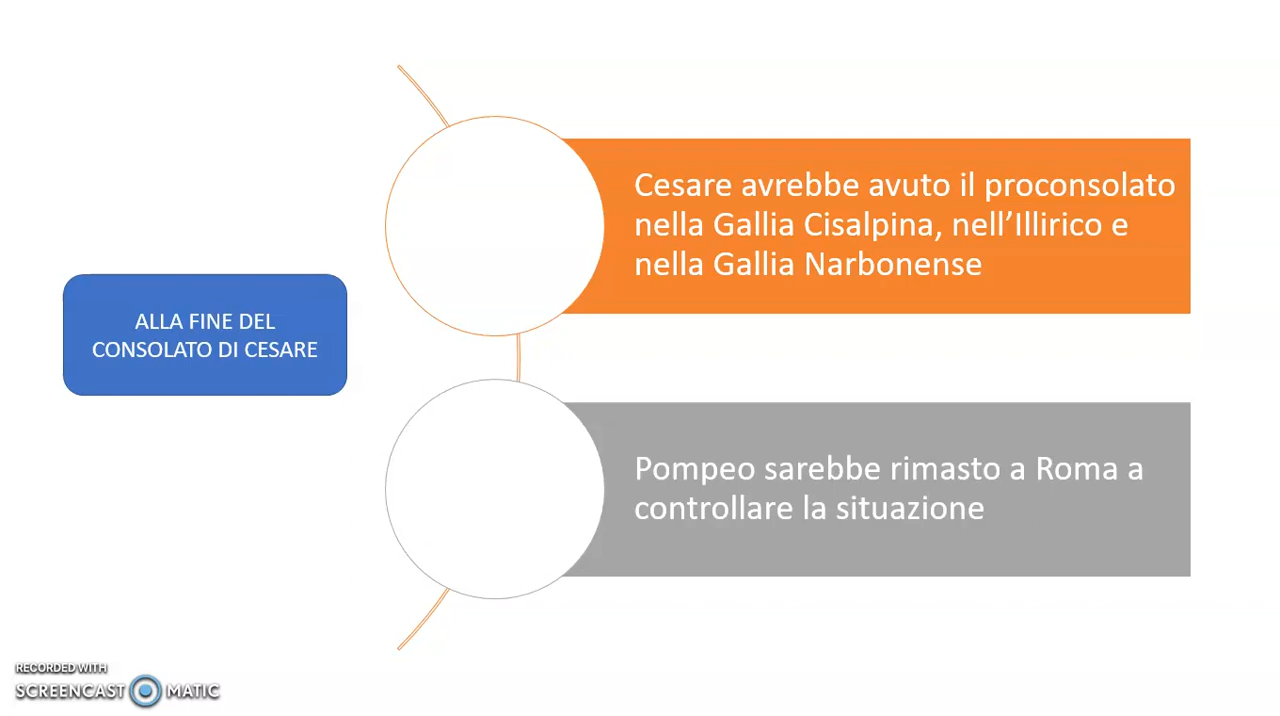 Cesare avrebbe avuto il proconsolato
nella Gallia Cisalpina, nell’Illirico e
nella Gallia Narbonense
ALLA FINE DEL
CONSOLATO DI CESARE
Pompeo sarebbe rimasto a Roma a
controllare la situazione
RECORDED WITH
SCREENCAST MATIC